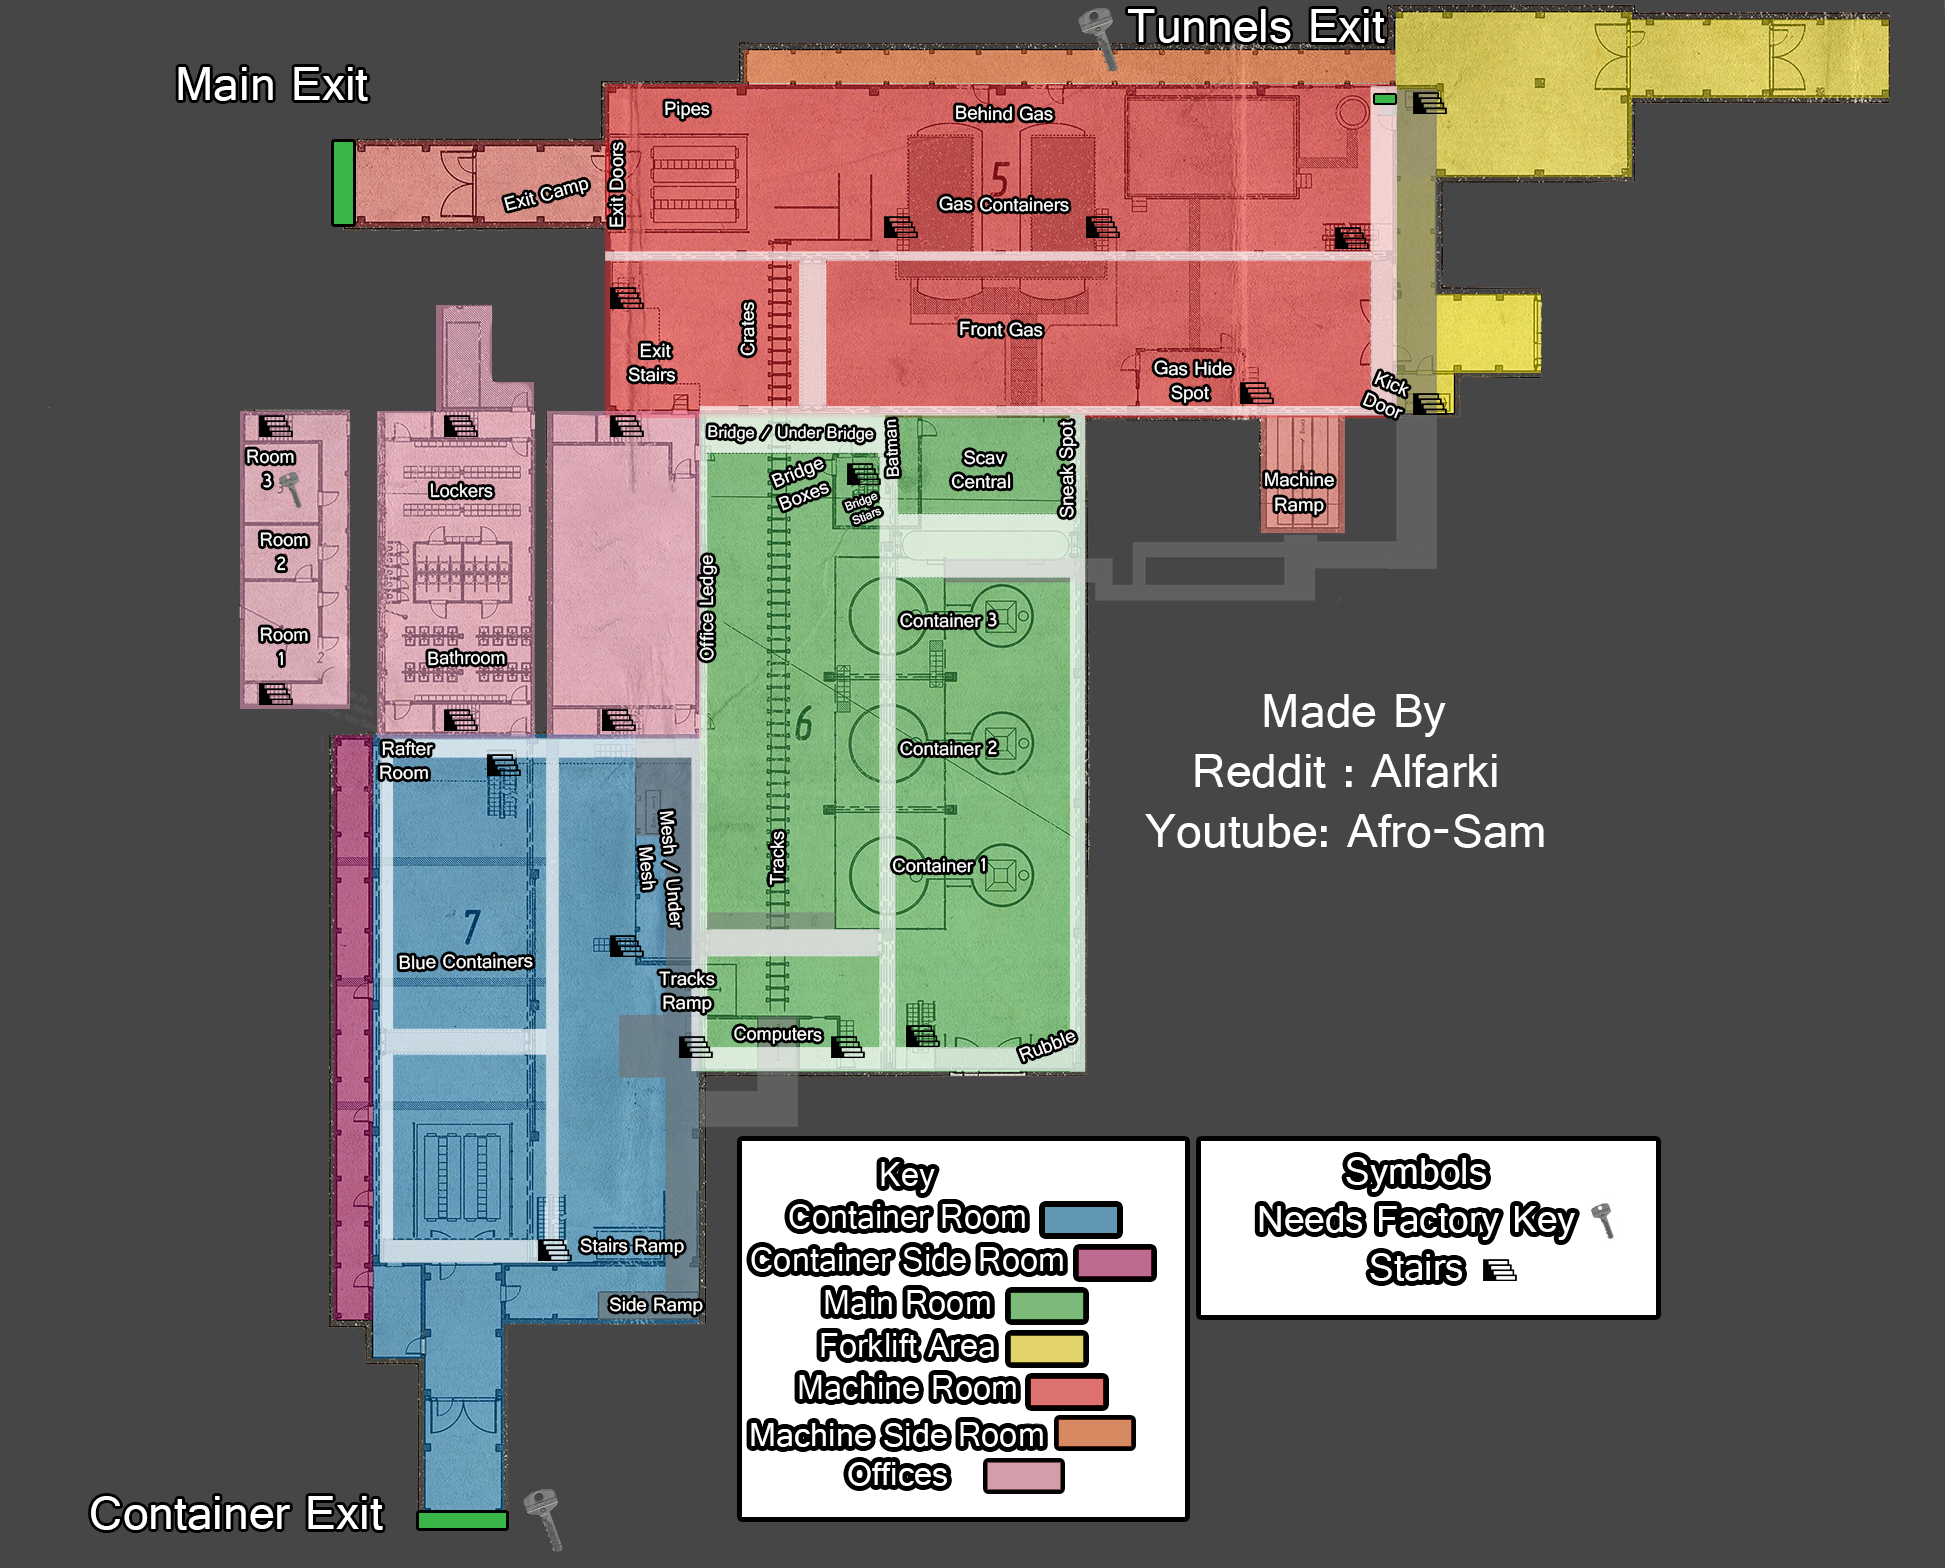 Tunnels Exit
Main Exit
Pipes
Behind Gas
Exit Doors
Exit Camp
5
Gas Containers
Crates
Front Gas
Exit
Stairs
Gas Hide
Spot
Kick
Door
Bridge / Under Bridge
Batman
Scav
Central
Sneak Spot
Bridge
Boxes
Bridge
Stiars
Machine
Ramp
Room
3
Lockers
Room
2
Room
1
2
Bathroom
Office Ledge
Container 3
6
Container 2
Container 1
Tracks
Made By
Reddit : Alfarki
Youtube: Afro-Sam
Rafter
Room
Mesh / Under
Mesh
7
Blue Containers
Tracks
Ramp
Computers
Rubble
Stairs Ramp
Side Ramp
Container Exit
Key
Container Room
Container Side Room
Main Room
Forklift Area
Machine Room
Machine Side Room
Offices
Symbols
Needs Factory Key
Stairs